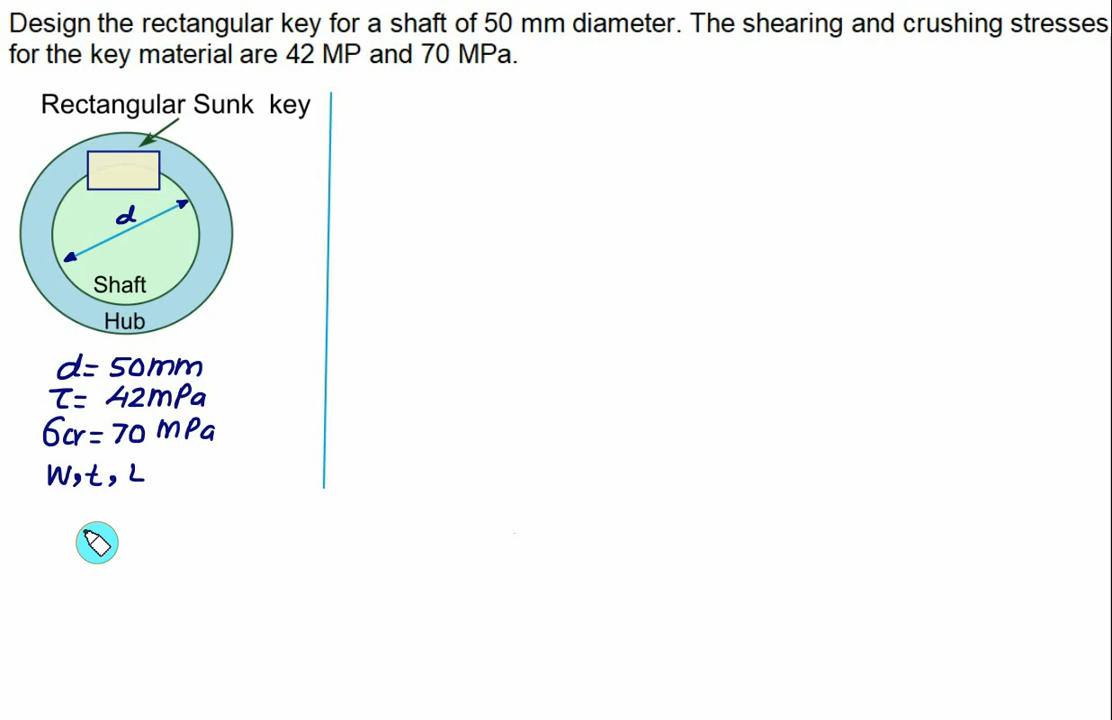 Design the rectangular key for a shaft of 50 mm diameter. The shearing and crushing stresses
for the key material are 42 MP and 70 MPa.
Rectangular Sunk key
d
Shaft
Hub
d= 50mm
τ= 42mPa
σcr= 70 mPa
W,t, L